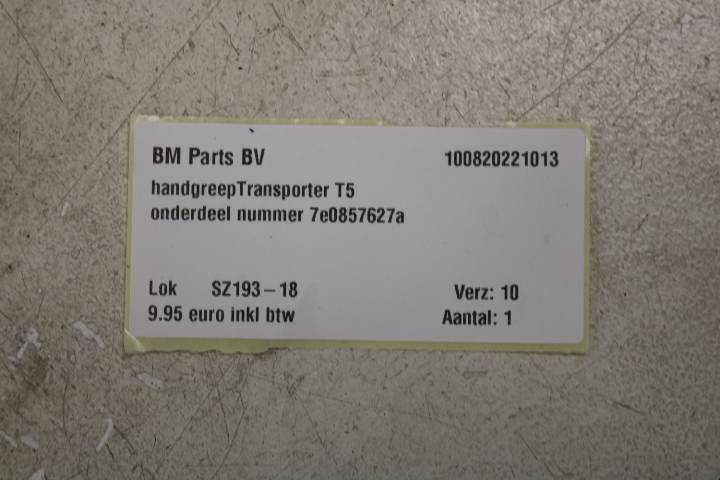 BM Parts BV 100820221013
handgreepTransporter T5
onderdeel nummer 7e0857627a
Lok SZ193-18 Verz: 10
9.95 euro inkl btw Aantal: 1